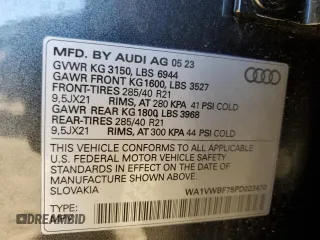 MFD. BY AUDI AG 05 23
GVWR KG 3150, LBS 6944
GAWR FRONT KG1600, LBS 3527
FRONT-TIRES 285/40 R21
9,5JX21 RIMS, AT 280 KPA 41 PSI COLD
GAWR REAR KG1800 LBS 3968
REAR-TIRES 285/40 R21
9,5JX21 RIMS, AT 300 KPA 44 PSI COLD
THIS VEHICLE CONFORMS TO ALL APPLICABLE
U.S. FEDERAL MOTOR VEHICLE SAFETY
STANDARDS IN EFFECT ON THE DATE OF
MANUFACTURE SHOWN ABOVE.
SLOVAKIA
DEALERSHIP
.COM